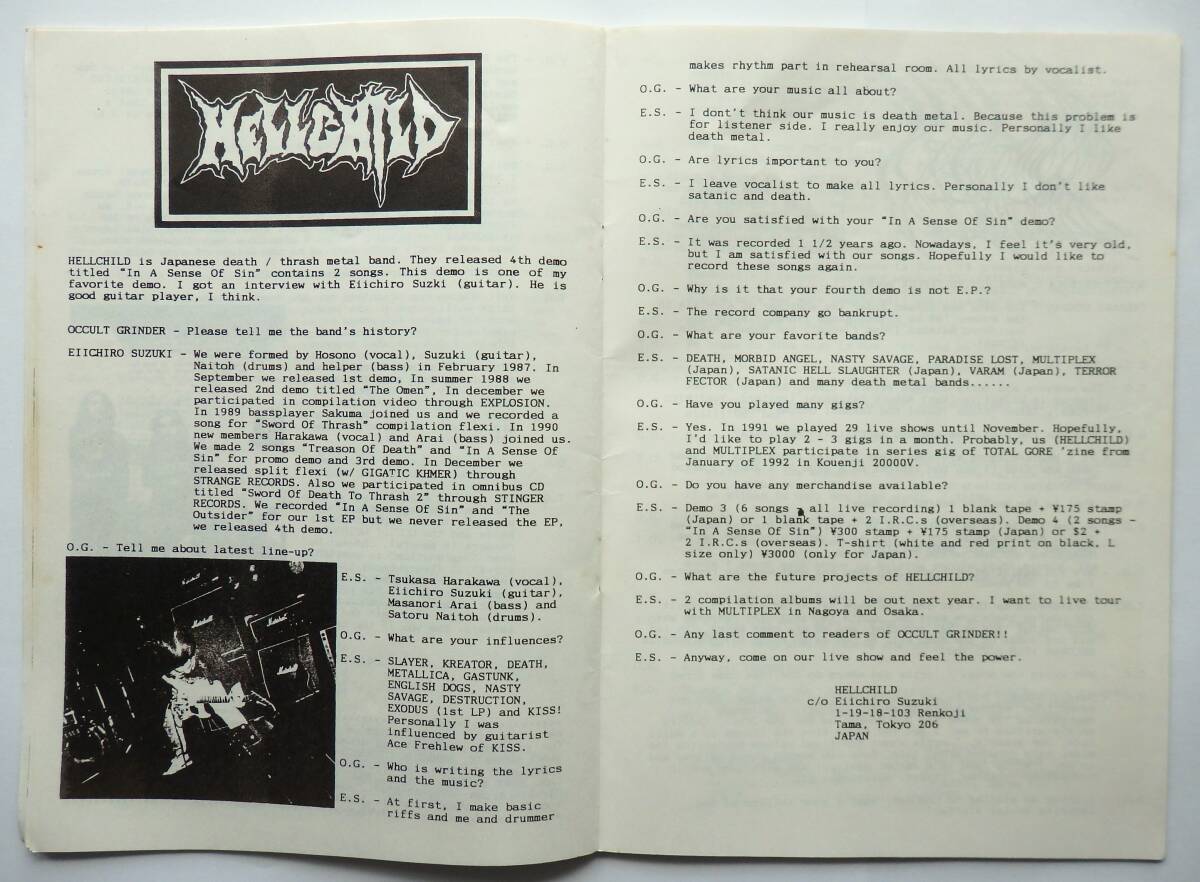 HELLCHILD
HELLCHILD is Japanese death / thrash metal band. They released 4th demo
titled "In A Sense Of Sin" contains 2 songs. This demo is one of my
favorite demo. I got an interview with Eiichiro Suzki (guitar). He is
good guitar player, I think.
OCCULT GRINDER - Please tell me the band's history?
EIICHIRO SUZUKI - We were formed by Hosono (vocal), Suzuki (guitar),
Naitoh (drums) and helper (bass) in February 1987. In
September we released 1st demo, In summer 1988 we
released 2nd demo titled "The Omen", In december we
participated in compilation video through EXPLOSION.
In 1989 bassplayer Sakuma joined us and we recorded a
song for "Sword Of Thrash" compilation flexi. In 1990
new members Harakawa (vocal) and Arai (bass) joined us.
We made 2 songs "Treason Of Death" and "In A Sense Of
Sin" for promo demo and 3rd demo. In December we
released split flexi (w/ GIGATIC KHMER) through
STRANGE RECORDS. Also we participated in omnibus CD
titled "Sword Of Death To Thrash 2" through STINGER
RECORDS. We recorded "In A Sense Of Sin" and "The
Outsider" for our 1st EP but we never released the EP,
we released 4th demo.
O.G. - Tell me about latest line-up?
E.S. - Tsukasa Harakawa (vocal),
Eiichiro Suzuki (guitar),
Masanori Arai (bass) and
Satoru Naitoh (drums).
O.G. - What are your influences?
E.S. - SLAYER, KREATOR, DEATH,
METALLICA, GASTUNK,
ENGLISH DOGS, NASTY
SAVAGE, DESTRUCTION,
EXODUS (1st LP) and KISS!
Personally I was
influenced by guitarist
Ace Frehlew of KISS.
O.G. - Who is writing the lyrics
and the music?
E.S. - At first, I make basic
riffs and me and drummer
Marshall
Marshall
Marshall
makes rhythm part in rehearsal room. All lyrics by vocalist.
O.G. - What are your music all about?
E.S. - I dont't think our music is death metal. Because this problem is
for listener side. I really enjoy our music. Personally I like
death metal.
O.G. - Are lyrics important to you?
E.S. - I leave vocalist to make all lyrics. Personally I don't like
satanic and death.
O.G. - Are you satisfied with your "In A Sense Of Sin" demo?
E.S. - It was recorded 1 1/2 years ago. Nowadays, I feel it's very old,
but I am satisfied with our songs. Hopefully I would like to
record these songs again.
O.G. - Why is it that your fourth demo is not E.P.?
E.S. - The record company go bankrupt.
O.G. - What are your favorite bands?
E.S. - DEATH, MORBID ANGEL, NASTY SAVAGE, PARADISE LOST, MULTIPLEX
(Japan), SATANIC HELL SLAUGHTER (Japan), VARAM (Japan), TERROR
FECTOR (Japan) and many death metal bands......
O.G. - Have you played many gigs?
E.S. - Yes. In 1991 we played 29 live shows until November. Hopefully,
I'd like to play 2 - 3 gigs in a month. Probably, us (HELLCHILD)
and MULTIPLEX participate in series gig of TOTAL GORE 'zine from
January of 1992 in Kouenji 20000V.
O.G. - Do you have any merchandise available?
E.S. - Demo 3 (6 songs - all live recording) 1 blank tape + ¥175 stamp
(Japan) or 1 blank tape + 2 I.R.C.s (overseas). Demo 4 (2 songs -
"In A Sense Of Sin") ¥300 stamp + ¥175 stamp (Japan) or $2 +
2 I.R.C.s (overseas). T-shirt (white and red print on black, L
size only) ¥3000 (only for Japan).
O.G. - What are the future projects of HELLCHILD?
E.S. - 2 compilation albums will be out next year. I want to live tour
with MULTIPLEX in Nagoya and Osaka.
O.G. - Any last comment to readers of OCCULT GRINDER!!
E.S. - Anyway, come on our live show and feel the power.
HELLCHILD
c/o Eiichiro Suzuki
1-19-18-103 Renkoji
Tama, Tokyo 206
JAPAN